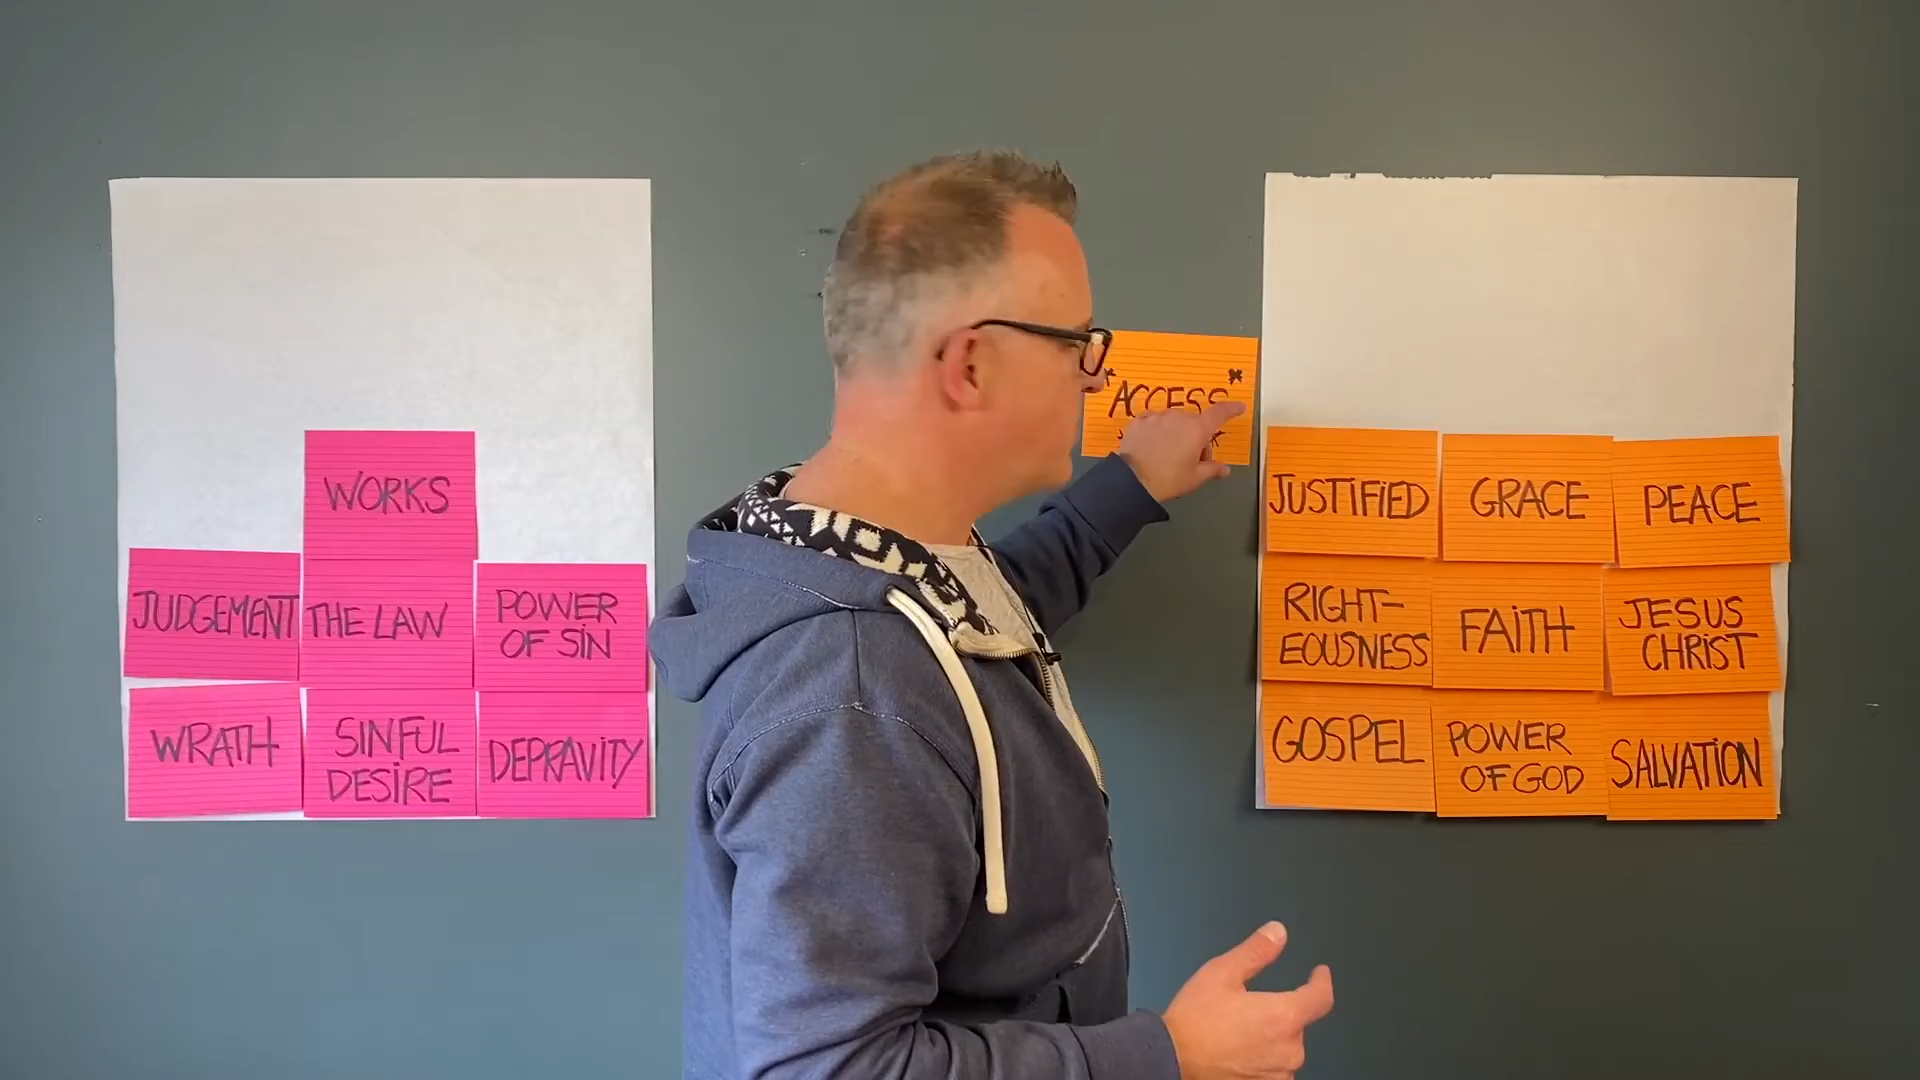 WORKS
JUDGEMENT
THE LAW
POWER
OF SIN
WRATH
SINFUL
DESIRE
DEPRAVITY
*ACCESS*
JUSTIFIED
GRACE
PEACE
RIGHT-
EOUSNESS
FAITH
JESUS
CHRIST
GOSPEL
POWER
OF GOD
SALVATION